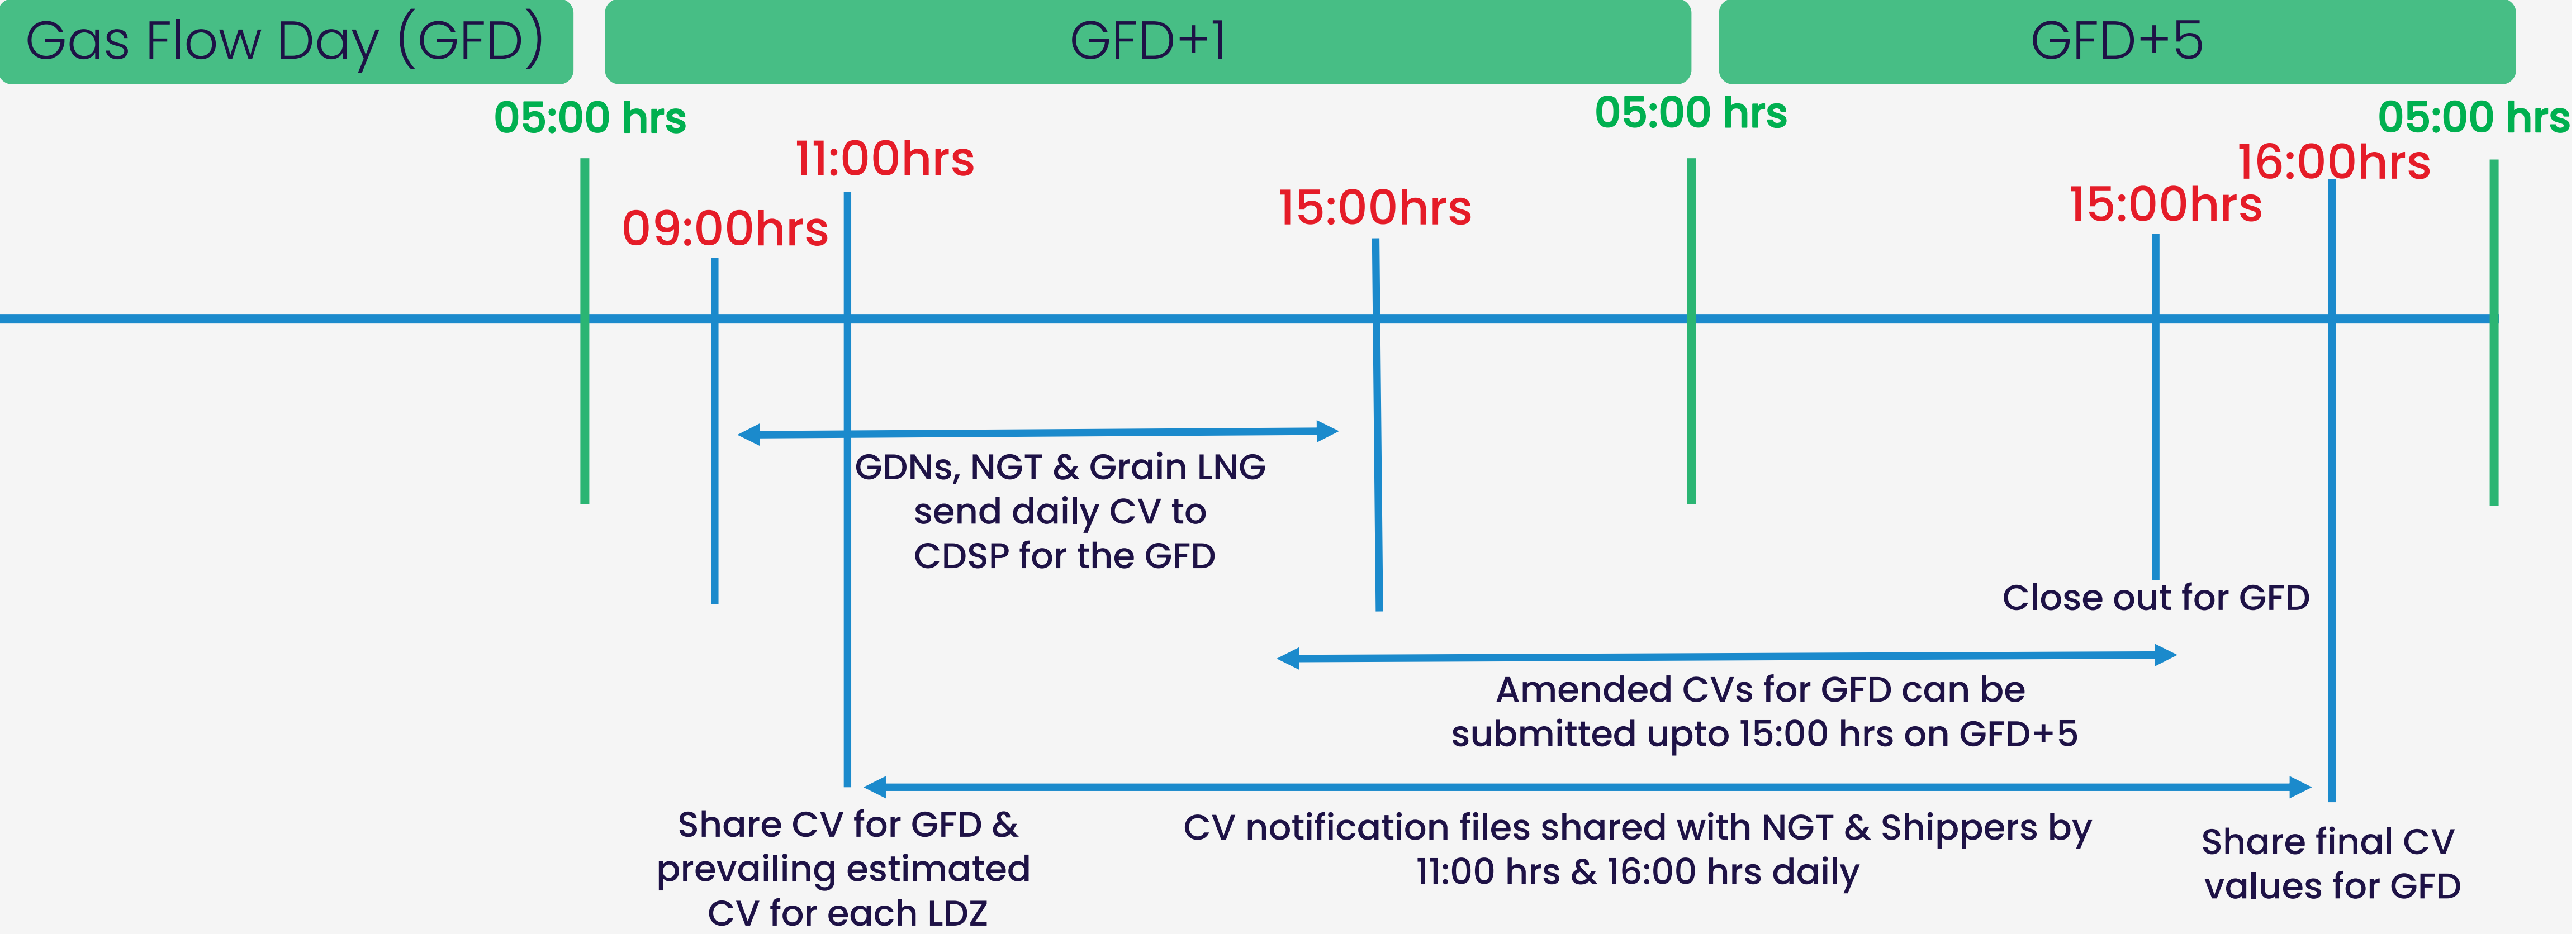 Gas Flow Day (GFD)
GFD+1
GFD+5
05:00 hrs
05:00 hrs
05:00 hrs
11:00hrs
16:00hrs
09:00hrs
15:00hrs
15:00hrs
GDNs, NGT & Grain LNG
send daily CV to
CDSP for the GFD
Close out for GFD
Amended CVs for GFD can be
submitted upto 15:00 hrs on GFD+5
Share CV for GFD &
prevailing estimated
CV for each LDZ
CV notification files shared with NGT & Shippers by
11:00 hrs & 16:00 hrs daily
Share final CV
values for GFD